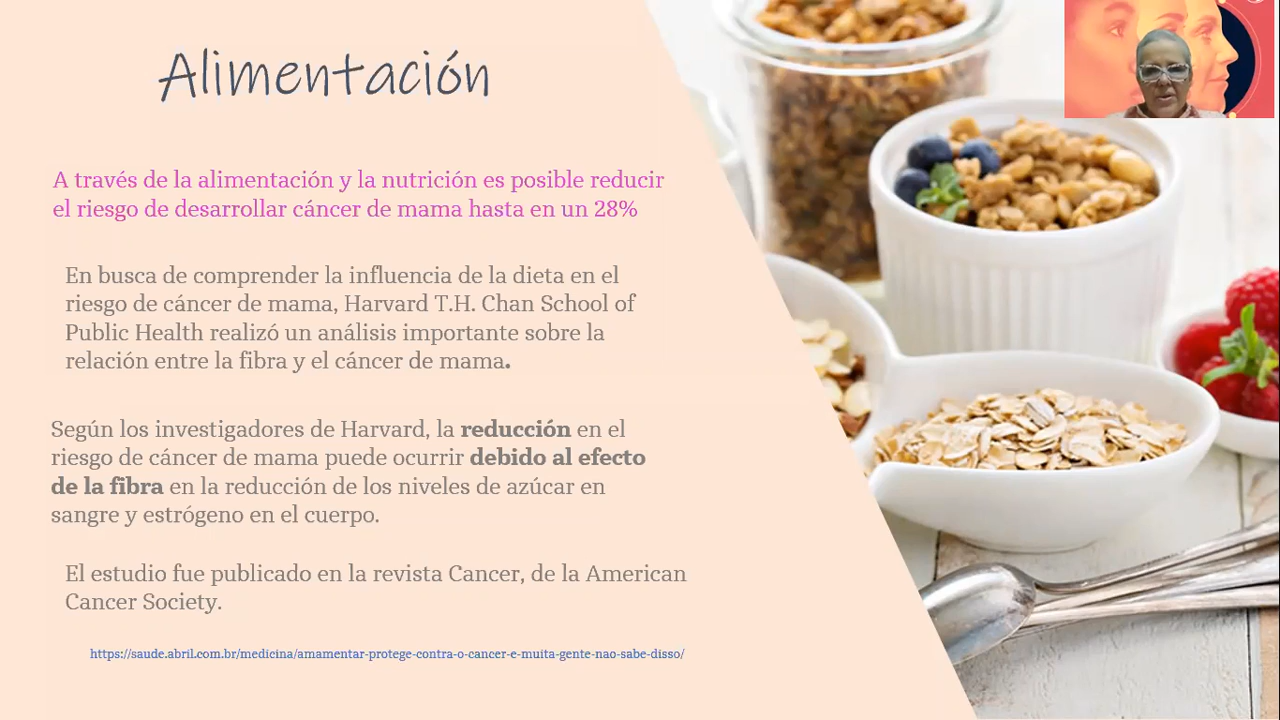 Alimentación
A través de la alimentación y la nutrición es posible reducir
el riesgo de desarrollar cáncer de mama hasta en un 28%
En busca de comprender la influencia de la dieta en el
riesgo de cáncer de mama, Harvard T.H. Chan School of
Public Health realizó un análisis importante sobre la
relación entre la fibra y el cáncer de mama.
Según los investigadores de Harvard, la reducción en el
riesgo de cáncer de mama puede ocurrir debido al efecto
de la fibra en la reducción de los niveles de azúcar en
sangre y estrógeno en el cuerpo.
El estudio fue publicado en la revista Cancer, de la American
Cancer Society.
https://saude.abril.com.br/medicina/amamentar-protege-contra-o-cancer-e-muita-gente-nao-sabe-disso/